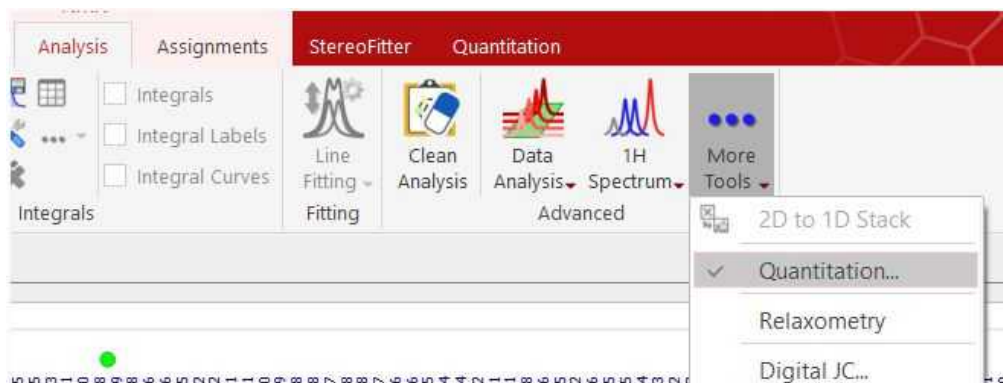 Analysis Assignments StereoFitter Quantitation
Integrals
Integral Labels
Integral Curves
Line
Fitting
Clean
Analysis
Data
Analysis
1H
Spectrum
More
Tools
Integrals Fitting Advanced
2D to 1D Stack
Quantitation...
Relaxometry
Digital JC...